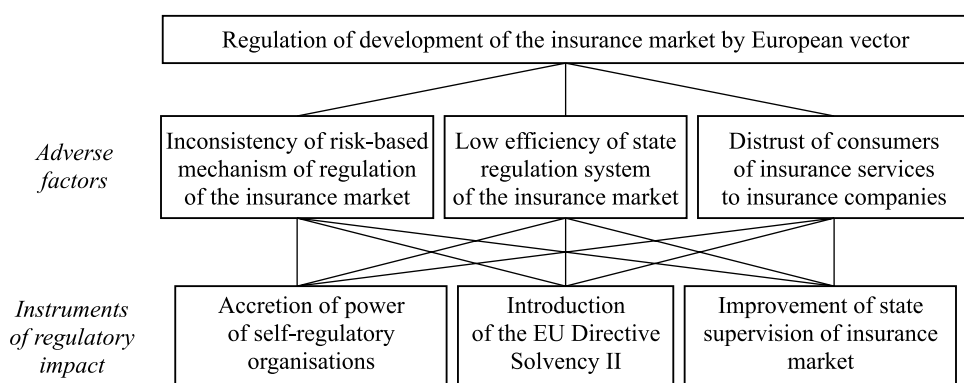 Regulation of development of the insurance market by European vector
Adverse
factors
Inconsistency of risk-based
mechanism of regulation
of the insurance market
Low efficiency of state
regulation system
of the insurance market
Distrust of consumers
of insurance services
to insurance companies
Instruments
of regulatory
impact
Accretion of power
of self-regulatory
organisations
Introduction
of the EU Directive
Solvency II
Improvement of state
supervision of insurance
market